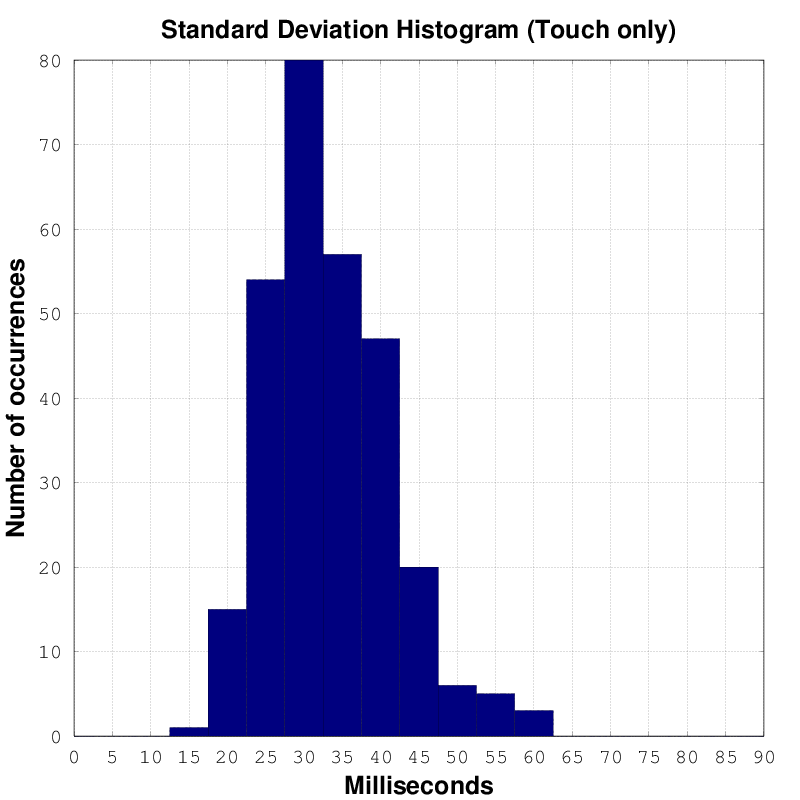 Standard Deviation Histogram (Touch only)
80
70
60
50
40
30
20
10
0
Number of occurrences
0 5 10 15 20 25 30 35 40 45 50 55 60 65 70 75 80 85 90
Milliseconds